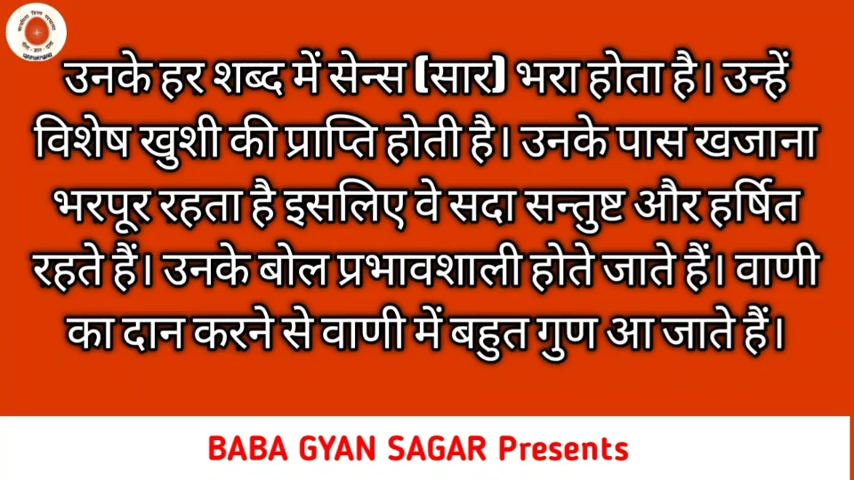 उनके हर शब्द में सेन्स (सार) भरा होता है। उन्हें
विशेष खुशी की प्राप्ति होती है। उनके पास खजाना
भरपूर रहता है इसलिए वे सदा सन्तुष्ट और हर्षित
रहते हैं। उनके बोल प्रभावशाली होते जाते हैं। वाणी
का दान करने से वाणी में बहुत गुण आ जाते हैं।
BABA GYAN SAGAR Presents